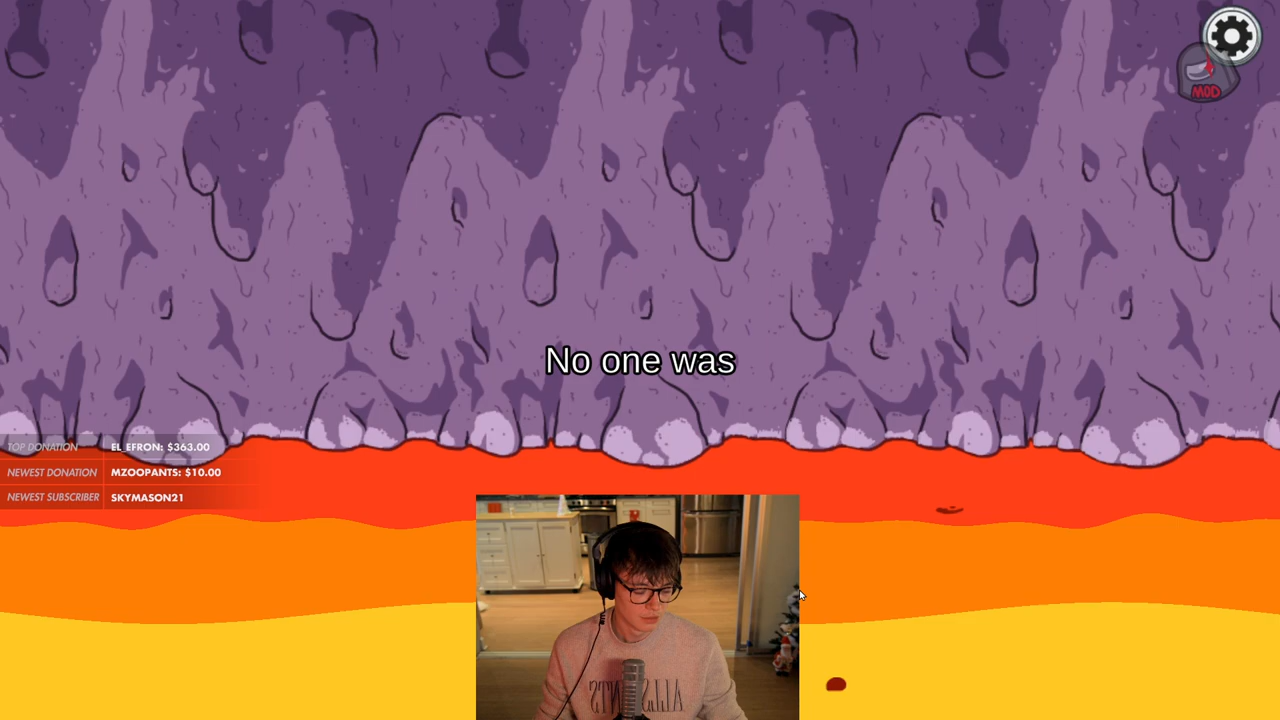 MOD
No one was
TOP DONATION EL_EFRON: $363.00
NEWEST DONATION MZOOPANTS: $10.00
NEWEST SUBSCRIBER SKYMASON21